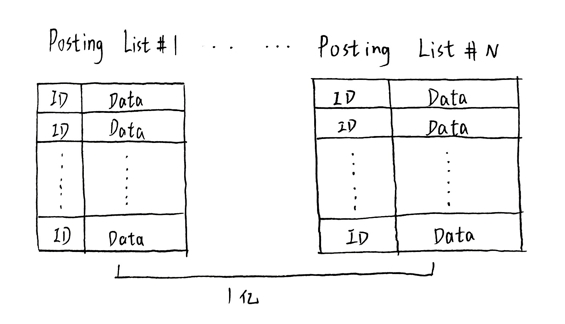 Posting List #1 ... ... Posting List # N
ID Data ID Data
ID Data ID Data
ID Data ID Data
1亿